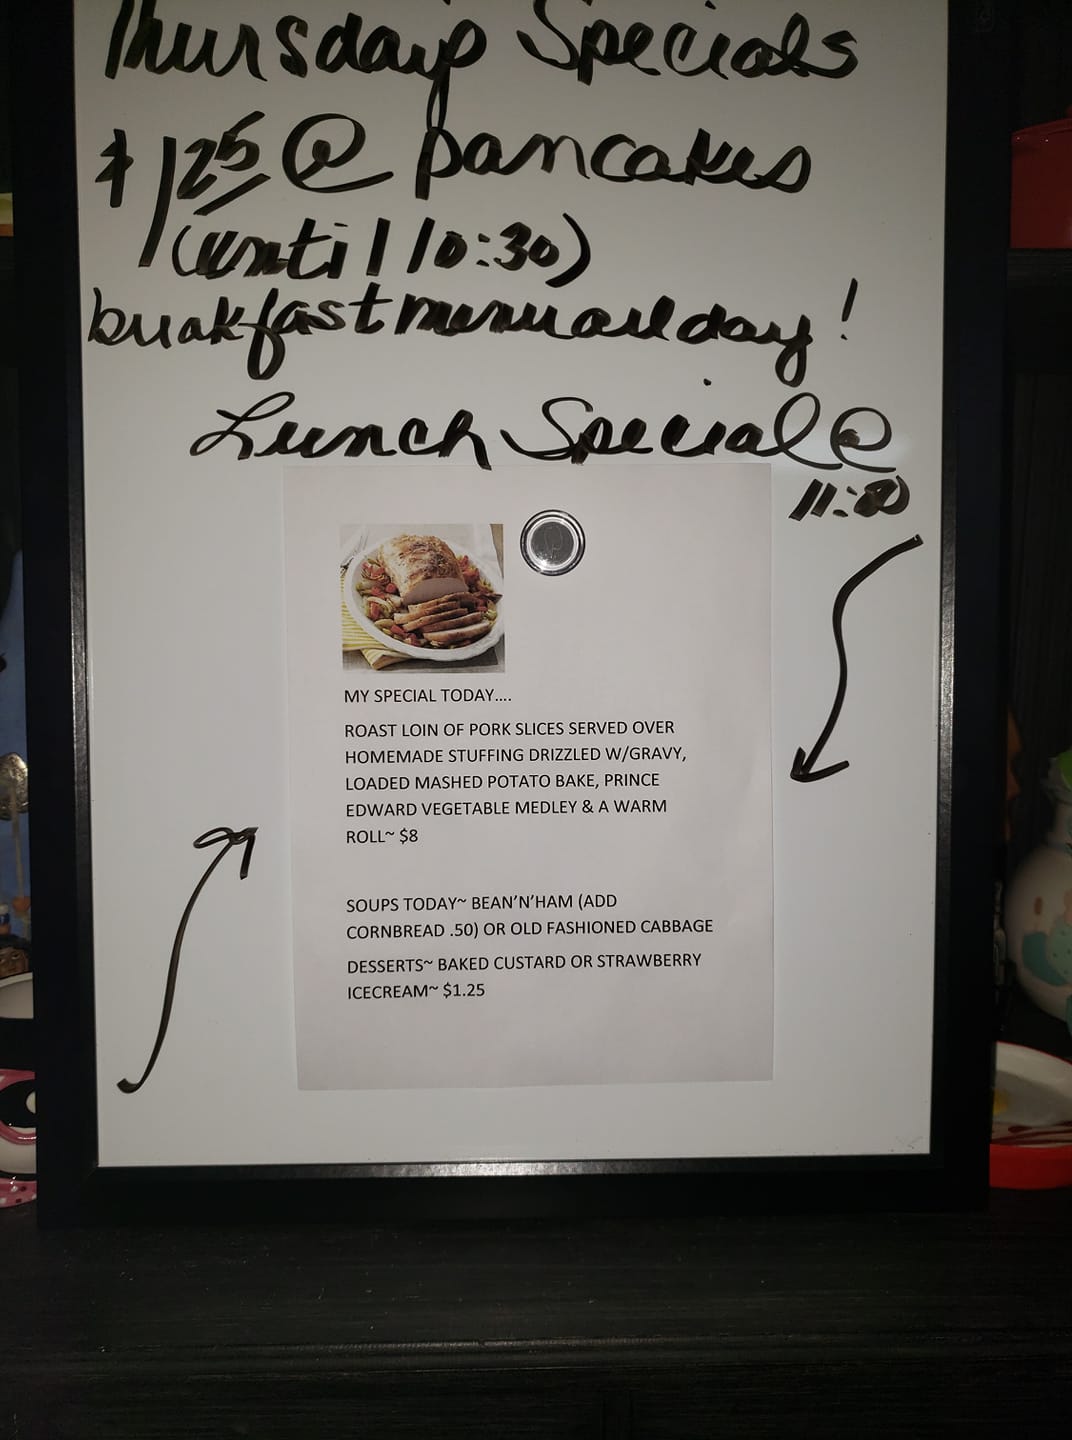 Thursday Specials
$1.25 @ pancakes
(until 10:30)
breakfast menu all day!
Lunch Special @
11:00
MY SPECIAL TODAY....
ROAST LOIN OF PORK SLICES SERVED OVER
HOMEMADE STUFFING DRIZZLED W/GRAVY,
LOADED MASHED POTATO BAKE, PRINCE
EDWARD VEGETABLE MEDLEY & A WARM
ROLL~ $8
SOUPS TODAY~ BEAN'N'HAM (ADD
CORNBREAD .50) OR OLD FASHIONED CABBAGE
DESSERTS~ BAKED CUSTARD OR STRAWBERRY
ICECREAM~ $1.25